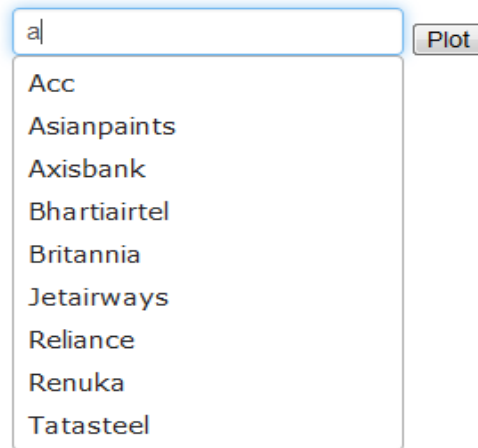 a
Plot
Acc
Asianpaints
Axisbank
Bhartiairtel
Britannia
Jetairways
Reliance
Renuka
Tatasteel